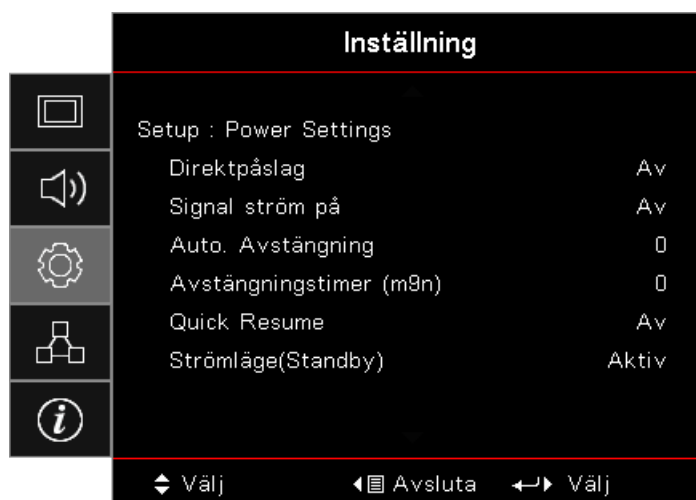 Inställning
Setup : Power Settings
Direktpåslag Av
Signal ström på Av
Auto. Avstängning 0
Avstängningstimer (m9n) 0
Quick Resume Av
Strömläge(Standby) Aktiv
Välj Avsluta Välj